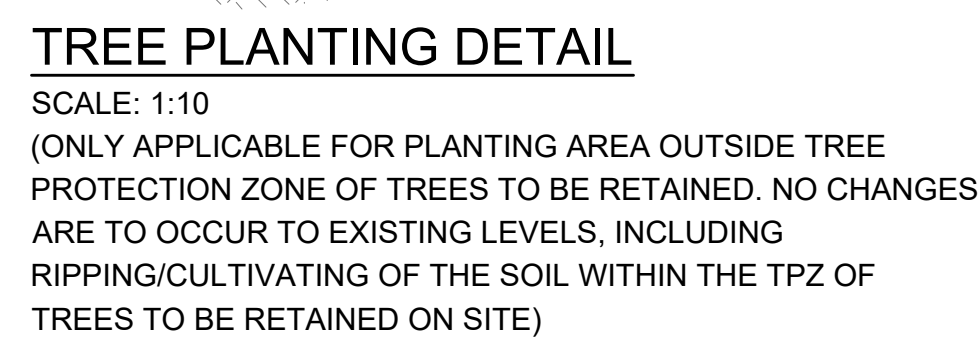 TREE PLANTING DETAIL
SCALE: 1:10
(ONLY APPLICABLE FOR PLANTING AREA OUTSIDE TREE
PROTECTION ZONE OF TREES TO BE RETAINED. NO CHANGES
ARE TO OCCUR TO EXISTING LEVELS, INCLUDING
RIPPING/CULTIVATING OF THE SOIL WITHIN THE TPZ OF
TREES TO BE RETAINED ON SITE)